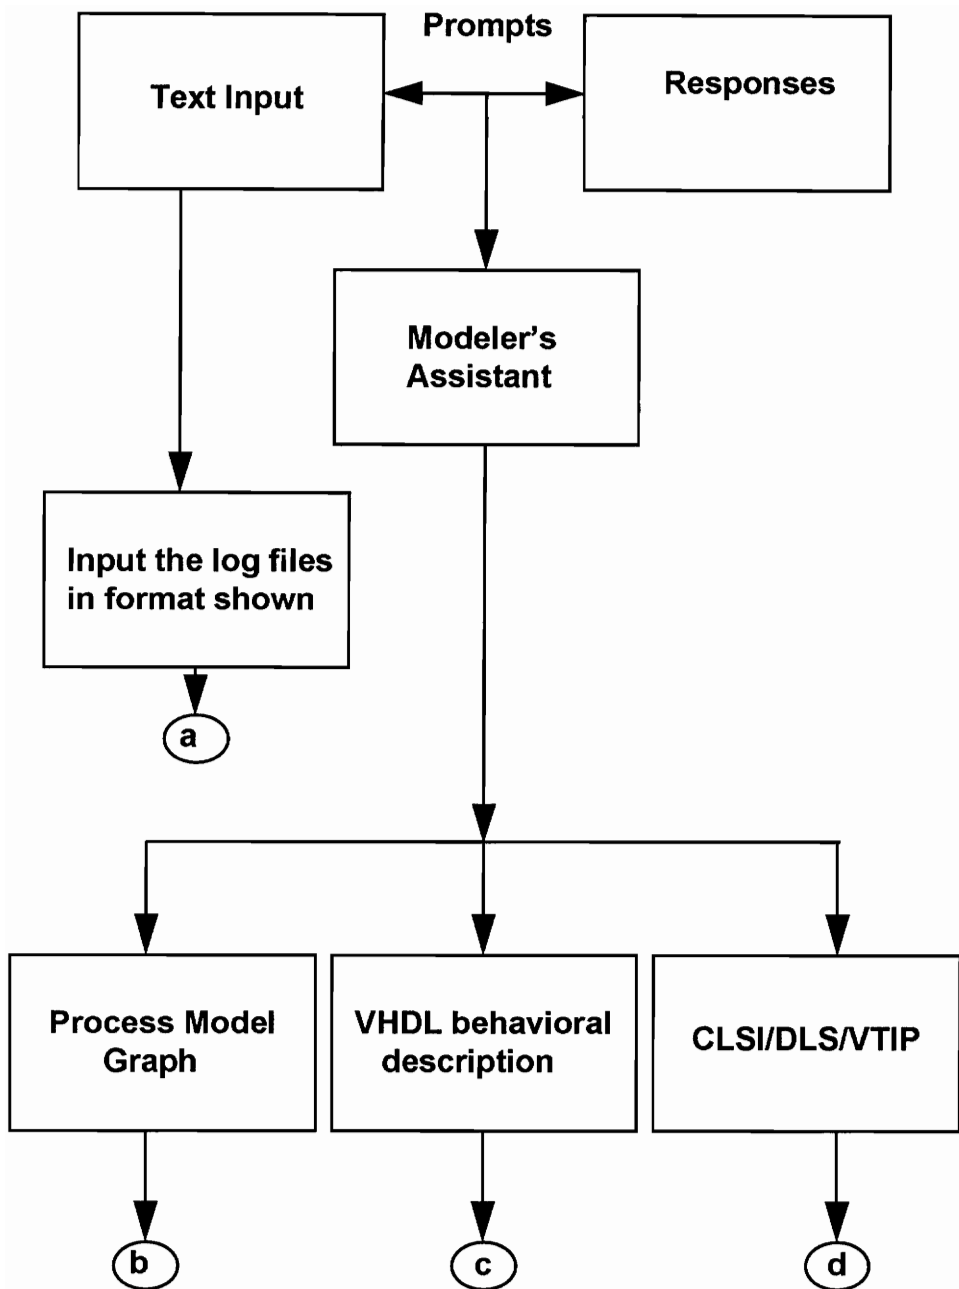 Prompts
Text Input
Responses
Modeler's
Assistant
Input the log files
in format shown
a
Process Model
Graph
VHDL behavioral
description
CLSI/DLS/VTIP
b
c
d